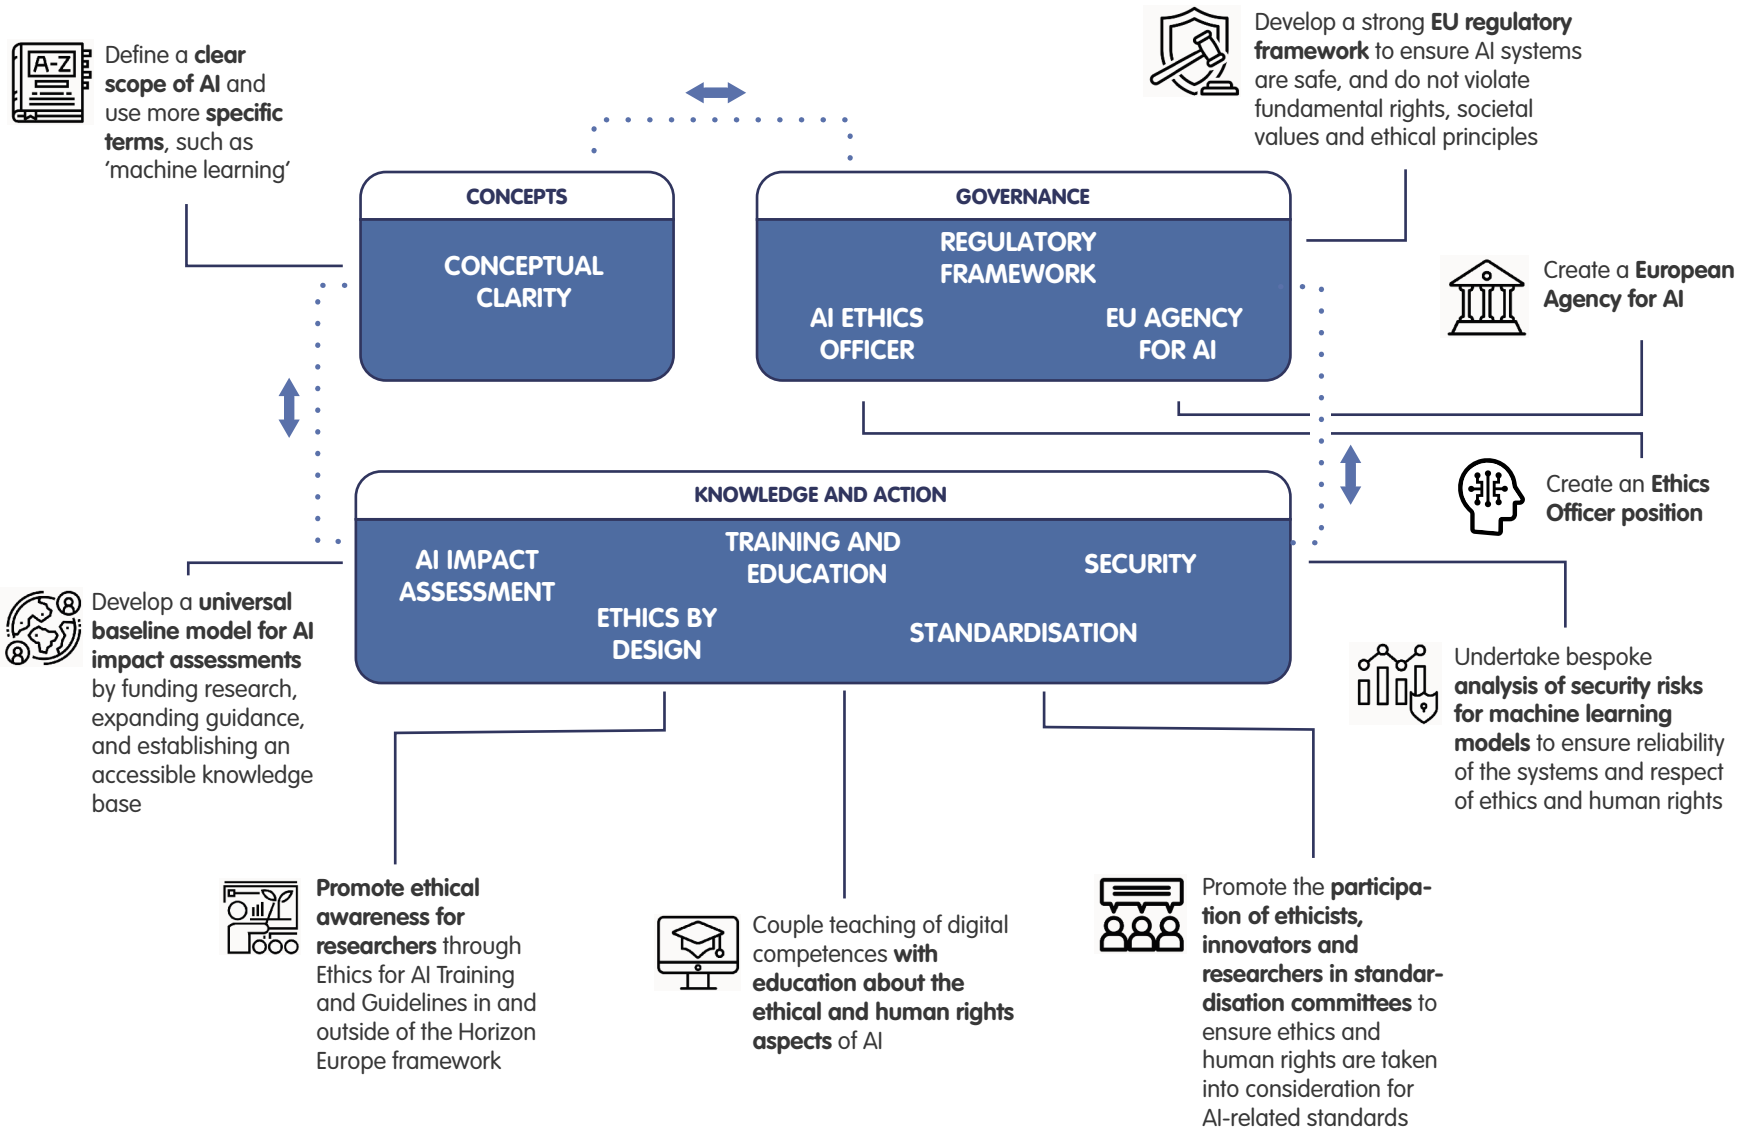 Define a clear
scope of AI and
use more specific
terms, such as
‘machine learning’
A-Z
Develop a strong EU regulatory
framework to ensure AI systems
are safe, and do not violate
fundamental rights, societal
values and ethical principles
CONCEPTS
CONCEPTUAL
CLARITY
GOVERNANCE
REGULATORY
FRAMEWORK
AI ETHICS
OFFICER
EU AGENCY
FOR AI
Create a European
Agency for AI
Create an Ethics
Officer position
KNOWLEDGE AND ACTION
AI IMPACT
ASSESSMENT
TRAINING AND
EDUCATION
SECURITY
ETHICS BY
DESIGN
STANDARDISATION
Develop a universal
baseline model for AI
impact assessments
by funding research,
expanding guidance,
and establishing an
accessible knowledge
base
Undertake bespoke
analysis of security risks
for machine learning
models to ensure reliability
of the systems and respect
of ethics and human rights
Promote ethical
awareness for
researchers through
Ethics for AI Training
and Guidelines in and
outside of the Horizon
Europe framework
Couple teaching of digital
competences with
education about the
ethical and human rights
aspects of AI
Promote the participa-
tion of ethicists,
innovators and
researchers in standar-
disation committees to
ensure ethics and
human rights are taken
into consideration for
AI-related standards